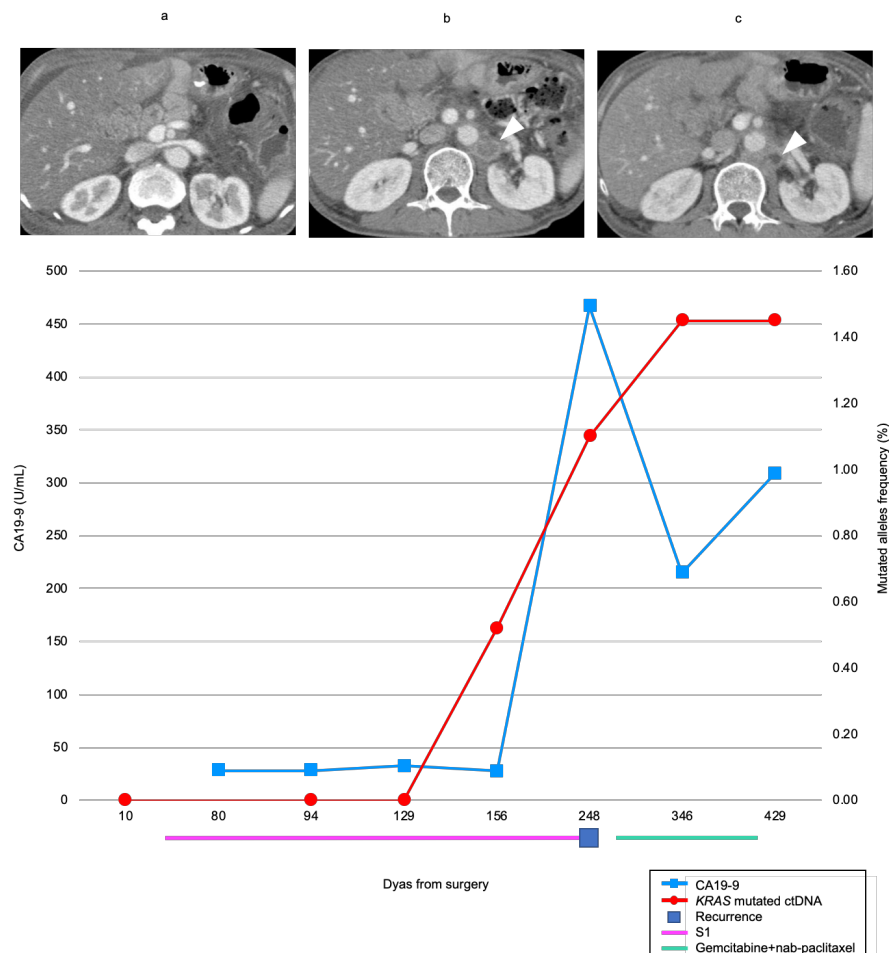 a b c
500 1.60
450 1.40
400 1.20
350 1.00
300 0.80
250 0.60
200 0.40
150 0.20
100 0.00
50
0
CA19-9 (U/mL)
Mutated alleles frequency (%)
10 80 94 129 156 248 346 429
Dyas from surgery
CA19-9
KRAS mutated ctDNA
Recurrence
S1
Gemcitabine+nab-paclitaxel